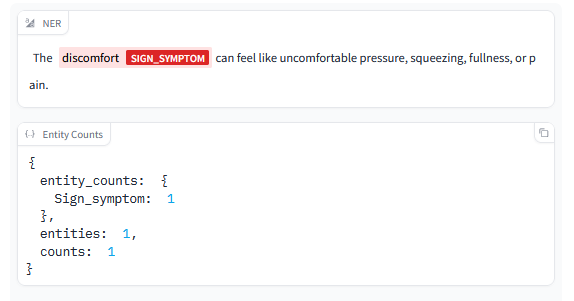 NER
The discomfort SIGN_SYMPTOM can feel like uncomfortable pressure, squeezing, fullness, or p
ain.
Entity Counts
{
entity_counts: {
Sign_symptom: 1
},
entities: 1,
counts: 1
}